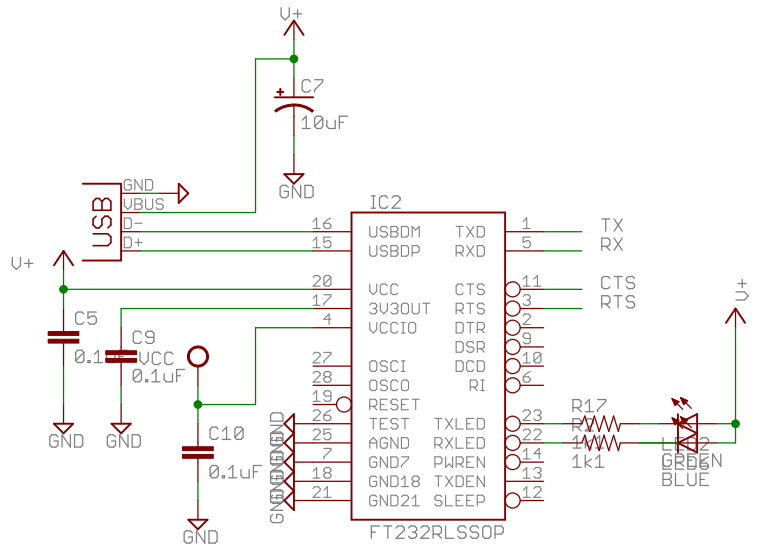 V+
C7
10uF
GND
USB
GND
VBUS
D-
D+
IC2
16 USBDM TXD 1 TX
15 USBDP RXD 5 RX
V+
20 VCC CTS 11 CTS
17 3V3OUT RTS 3 RTS
4 VCCIO DTR 2
DSR 9
27 OSCI DCD 10
28 OSCO RI 6
19 RESET
26 TEST TXLED 23
25 AGND RXLED 22
7 GND7 PWREN 14
18 GND18 TXDEN 13
21 GND21 SLEEP 12
FT232RLSSOP
C5
GND
C9
VCC
0.1uF
GND
C10
0.1uF
GND
GND
GND
V+
R17
1k1
GREEN
BLUE